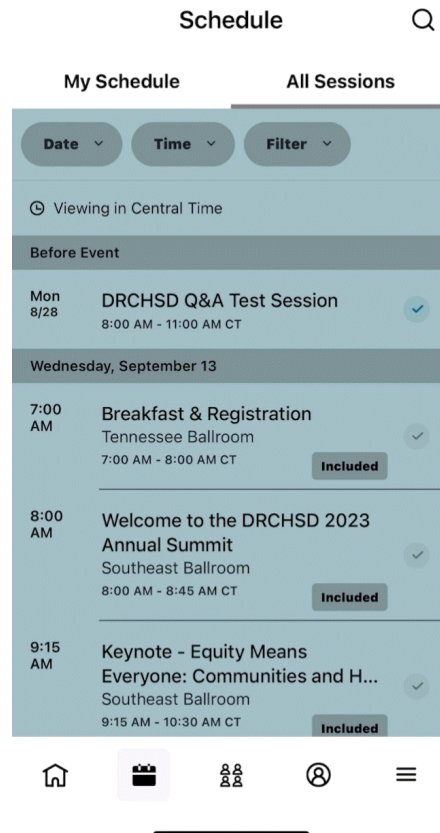 Schedule
My Schedule
All Sessions
Date
Time
Filter
Viewing in Central Time
Before Event
Mon
8/28
DRCHSD Q&A Test Session
8:00 AM - 11:00 AM CT
Wednesday, September 13
7:00
AM
Breakfast & Registration
Tennessee Ballroom
7:00 AM - 8:00 AM CT
Included
8:00
AM
Welcome to the DRCHSD 2023
Annual Summit
Southeast Ballroom
8:00 AM - 8:45 AM CT
Included
9:15
AM
Keynote - Equity Means
Everyone: Communities and H...
Southeast Ballroom
9:15 AM - 10:30 AM CT
Included